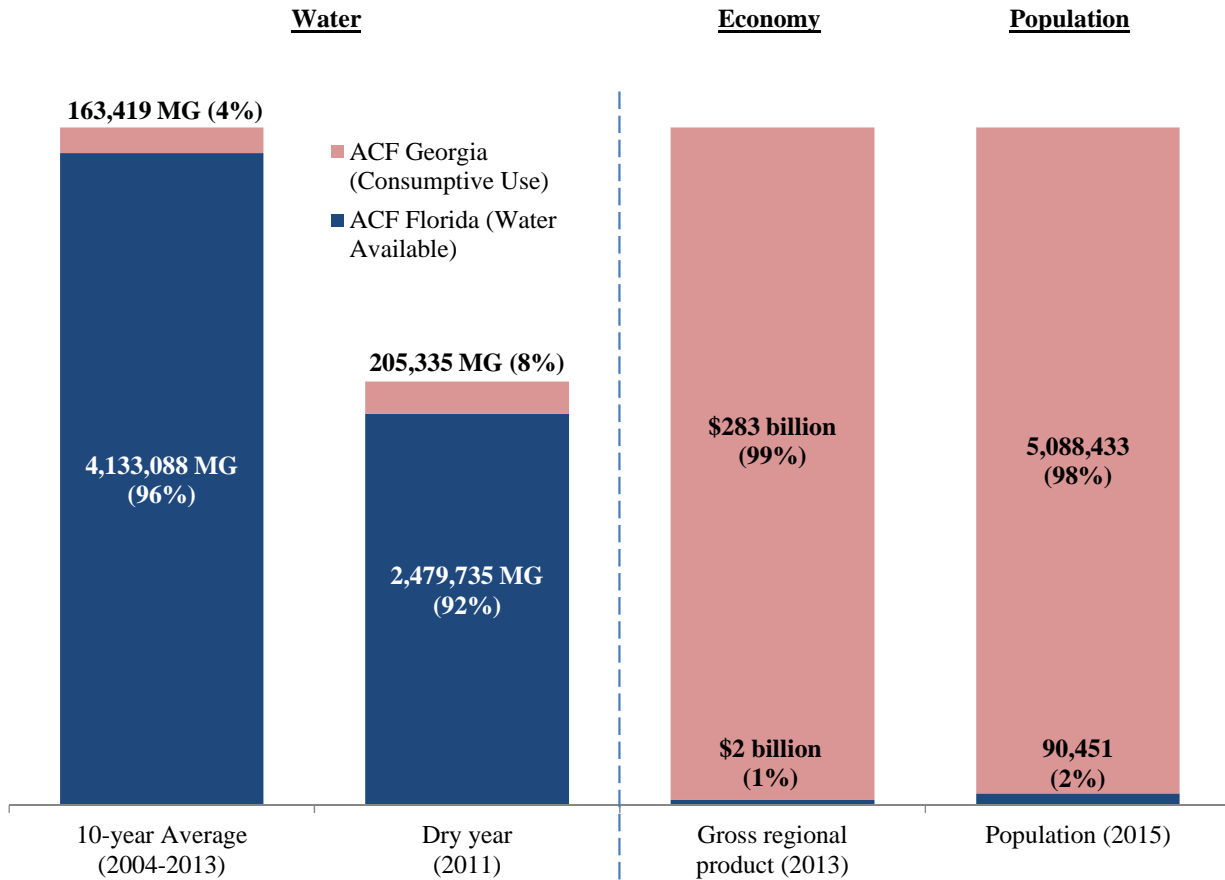 Water
Economy
Population
163,419 MG (4%)
ACF Georgia
(Consumptive Use)
ACF Florida (Water
Available)
205,335 MG (8%)
4,133,088 MG
(96%)
2,479,735 MG
(92%)
$283 billion
(99%)
5,088,433
(98%)
$2 billion
(1%)
90,451
(2%)
10-year Average
(2004-2013)
Dry year
(2011)
Gross regional
product (2013)
Population (2015)